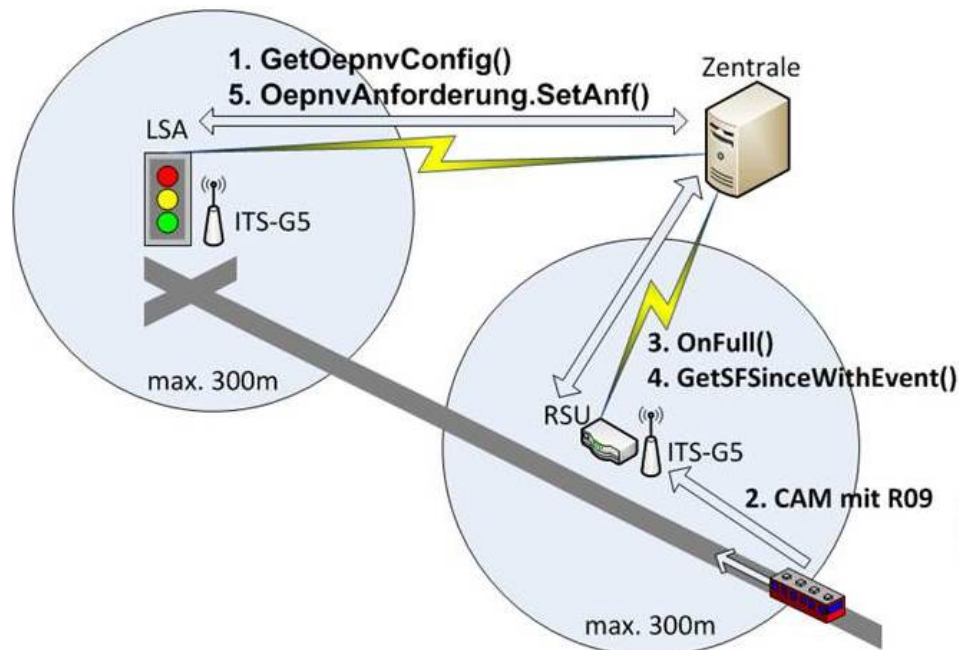 1. GetOepnvConfig()
5. OepnvAnforderung.SetAnf()
Zentrale
LSA
ITS-G5
max. 300m
3. OnFull()
4. GetSFSinceWithEvent()
RSU
ITS-G5
2. CAM mit R09
max. 300m